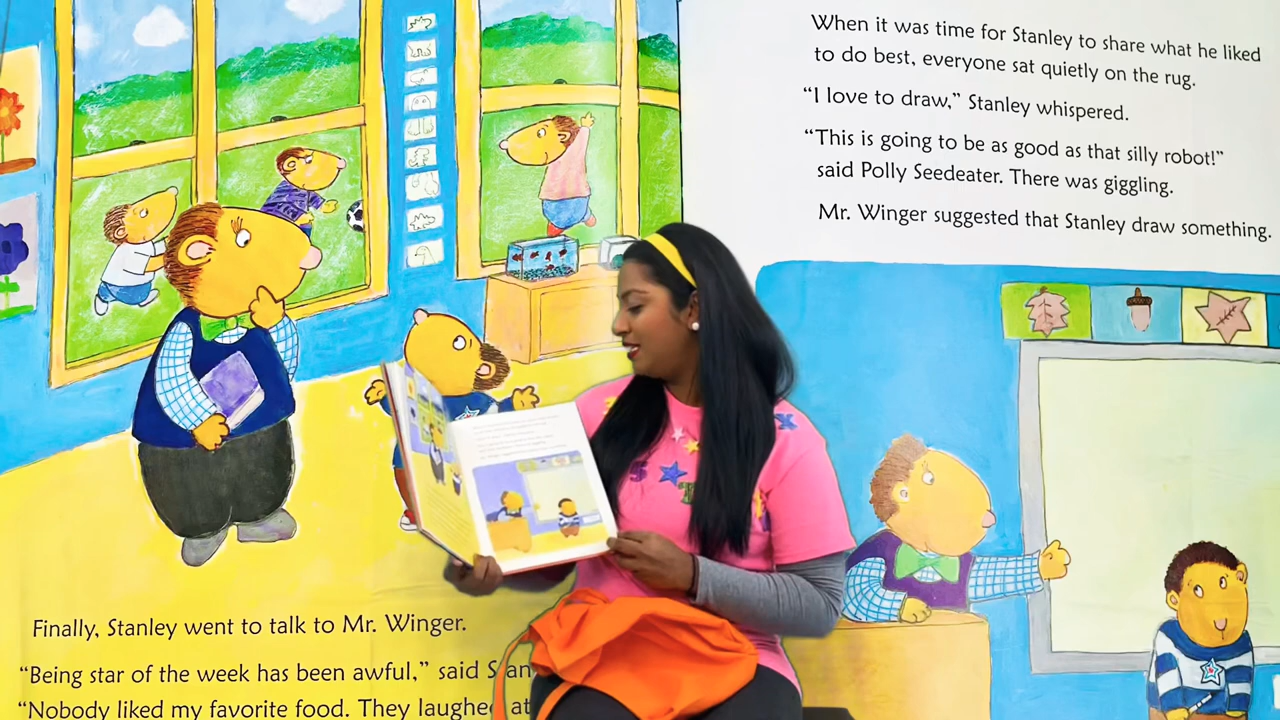 Finally, Stanley went to talk to Mr. Winger.
“Being star of the week has been awful,” said
“Nobody liked my favorite food. They laughed at
When it was time for Stanley to share what he liked
to do best, everyone sat quietly on the rug.
“I love to draw,” Stanley whispered.
“This is going to be as good as that silly robot!”
said Polly Seedeater. There was giggling.
Mr. Winger suggested that Stanley draw something.